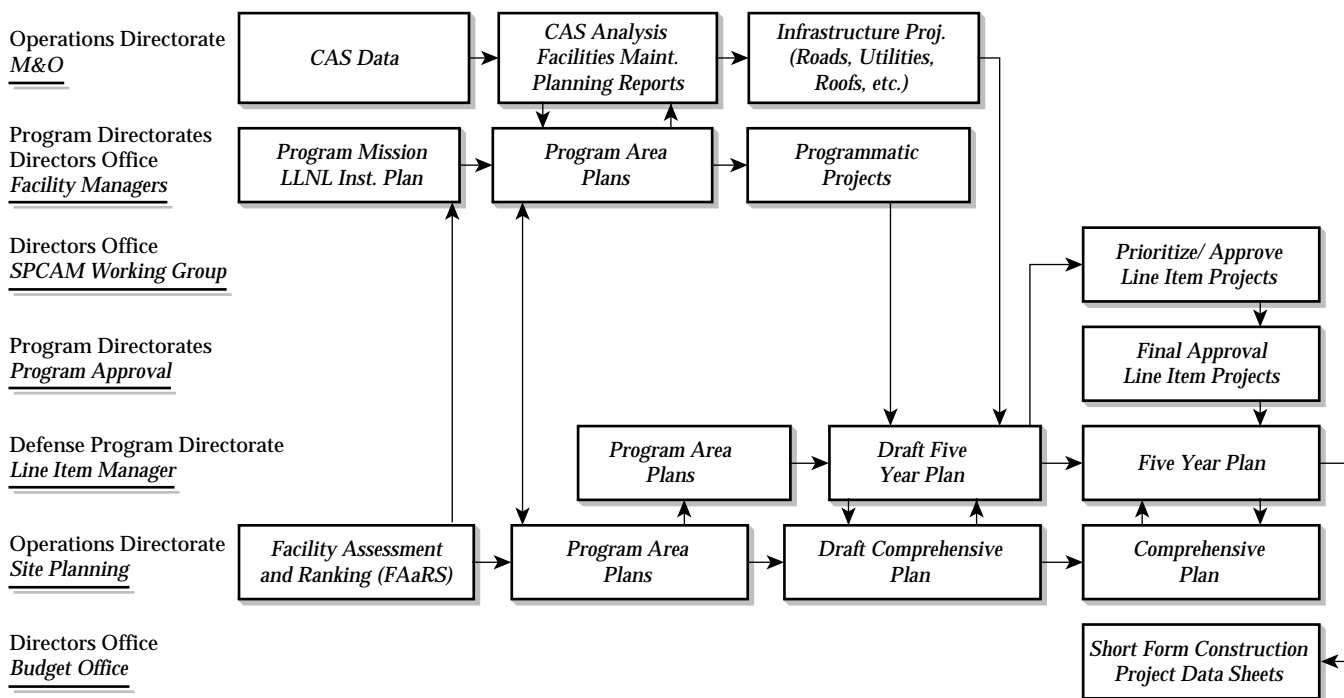 Operations Directorate
M&O
CAS Data
CAS Analysis
Facilities Maint.
Planning Reports
Infrastructure Proj.
(Roads, Utilities,
Roofs, etc.)
Program Directorates
Directors Office
Facility Managers
Program Mission
LLNL Inst. Plan
Program Area
Plans
Programmatic
Projects
Directors Office
SPCAM Working Group
Prioritize/ Approve
Line Item Projects
Program Directorates
Program Approval
Final Approval
Line Item Projects
Defense Program Directorate
Line Item Manager
Program Area
Plans
Draft Five
Year Plan
Five Year Plan
Operations Directorate
Site Planning
Facility Assessment
and Ranking (FAaRS)
Program Area
Plans
Draft Comprehensive
Plan
Comprehensive
Plan
Directors Office
Budget Office
Short Form Construction
Project Data Sheets